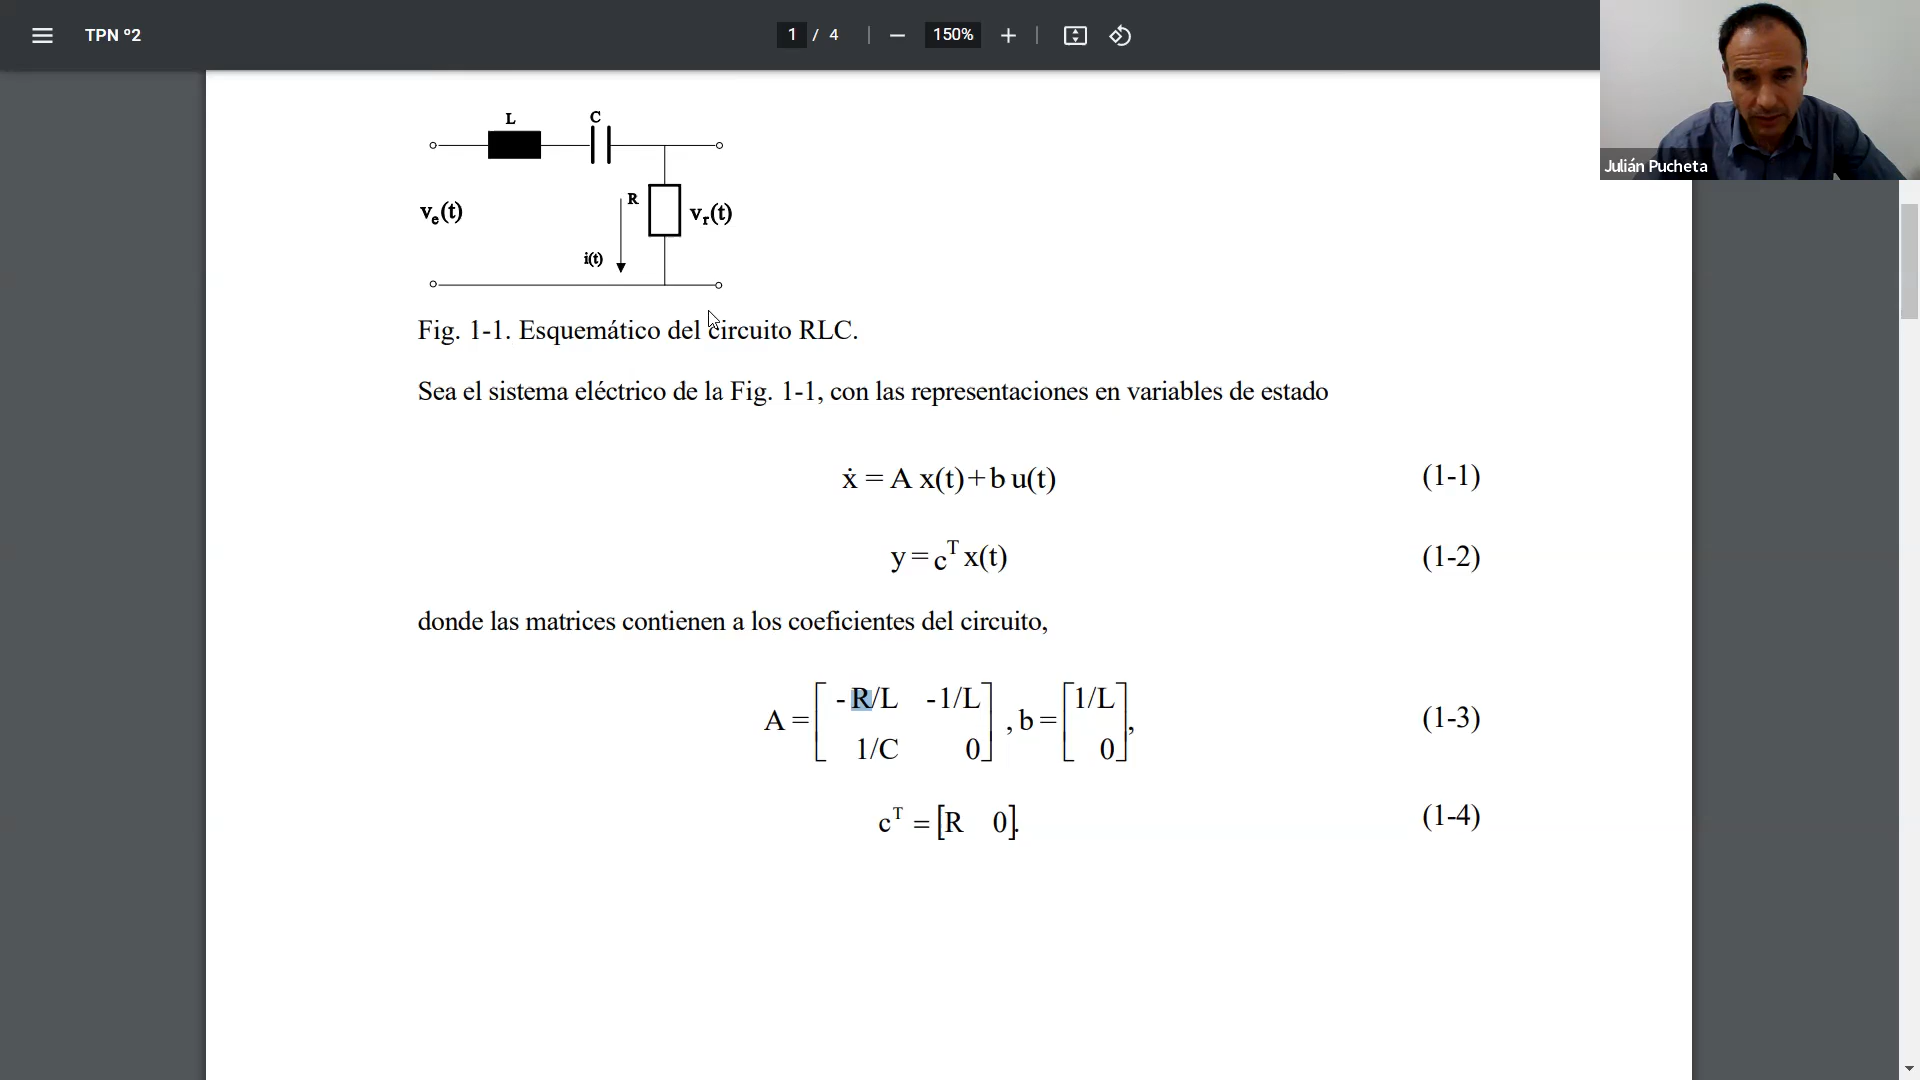 TPN º2
1 / 4
150%
Julián Pucheta
L
C
R
vₑ(t)
vᵣ(t)
i(t)
Fig. 1-1. Esquemático del circuito RLC.
Sea el sistema eléctrico de la Fig. 1-1, con las representaciones en variables de estado
ẋ = A x(t)+b u(t) (1-1)
y = cᵀ x(t) (1-2)
donde las matrices contienen a los coeficientes del circuito,
A = [ -R/L -1/L ; 1/C 0 ], b = [ 1/L ; 0 ], (1-3)
cᵀ = [R 0]. (1-4)